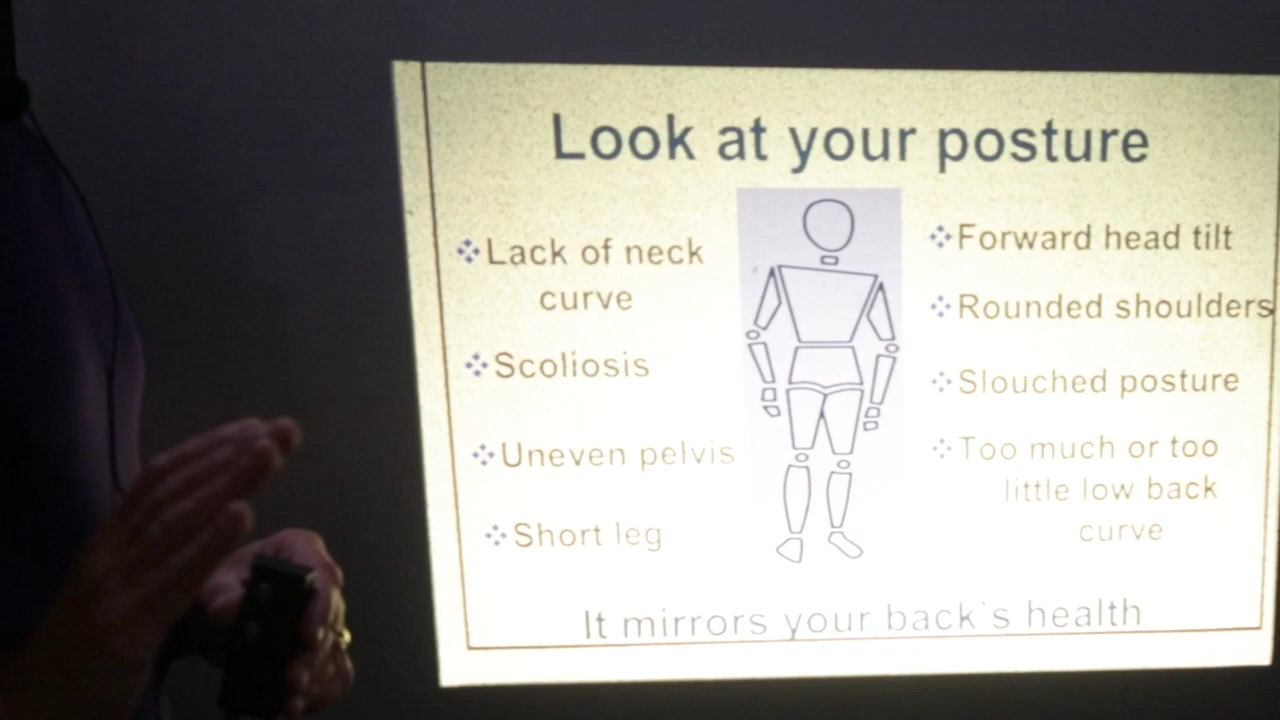 Look at your posture
Lack of neck
curve
Scoliosis
Uneven pelvis
Short leg
Forward head tilt
Rounded shoulders
Slouched posture
Too much or too
little low back
curve
It mirrors your back's health